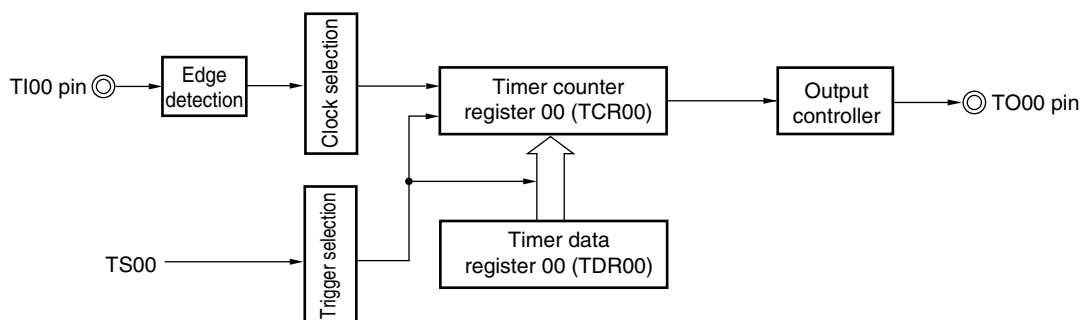 TI00 pin
Edge
detection
Clock selection
Timer counter
register 00 (TCR00)
Output
controller
TO00 pin
TS00
Trigger selection
Timer data
register 00 (TDR00)